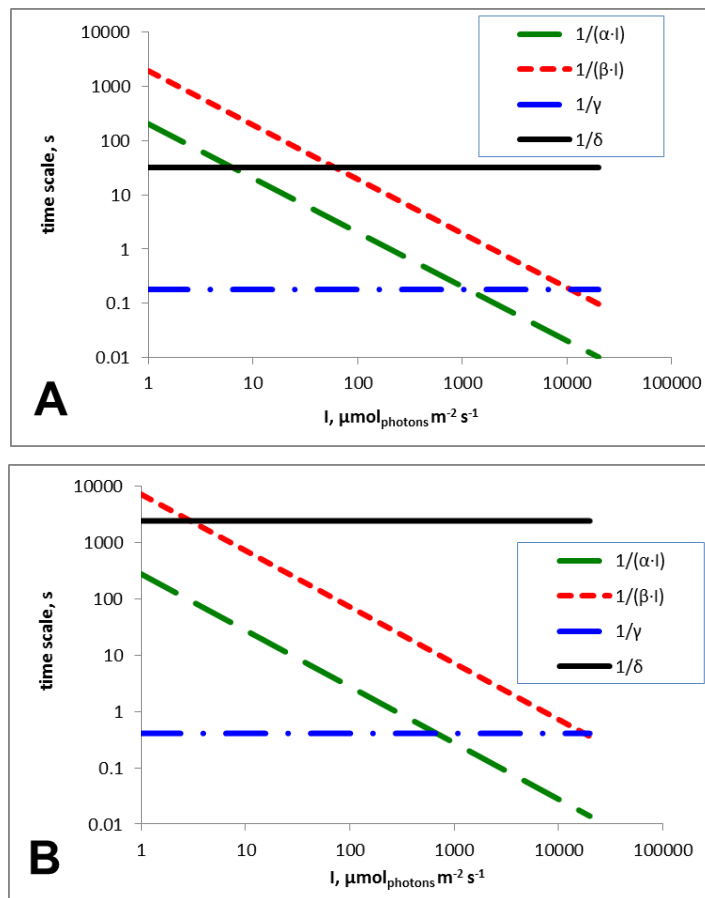 10000
1000
100
10
1
0.1
0.01
time scale, s
1/(α·I)
1/(β·I)
1/γ
1/δ
1 10 100 1000 10000 100000
I, µmolphotons m-2 s-1
A
10000
1000
100
10
1
0.1
0.01
time scale, s
1/(α·I)
1/(β·I)
1/γ
1/δ
1 10 100 1000 10000 100000
I, µmolphotons m-2 s-1
B